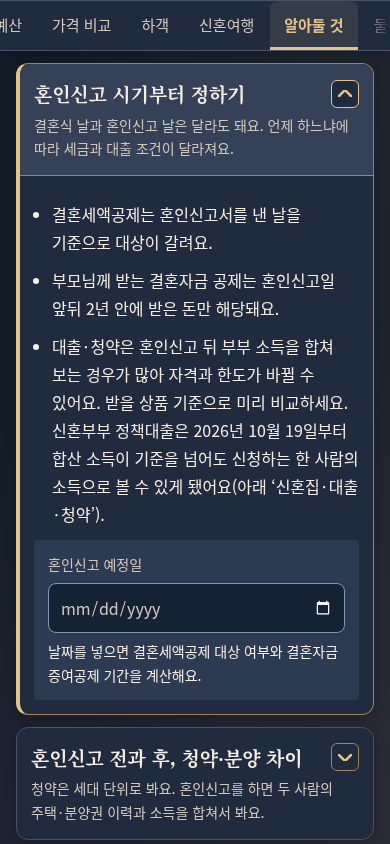 예산 가격 비교 하객 신혼여행 알아둘 것
혼인신고 시기부터 정하기
결혼식 날과 혼인신고 날은 달라도 돼요. 언제 하느냐에
따라 세금과 대출 조건이 달라져요.
• 결혼세액공제는 혼인신고서를 낸 날을
기준으로 대상이 갈려요.
• 부모님께 받는 결혼자금 공제는 혼인신고일
앞뒤 2년 안에 받은 돈만 해당돼요.
• 대출·청약은 혼인신고 뒤 부부 소득을 합쳐
보는 경우가 많아 자격과 한도가 바뀔 수
있어요. 받을 상품 기준으로 미리 비교하세요.
신혼부부 정책대출은 2026년 10월 19일부터
합산 소득이 기준을 넘어도 신청하는 한 사람의
소득으로 볼 수 있게 됐어요(아래 ‘신혼집·대출
·청약’).
혼인신고 예정일
mm/dd/yyyy
날짜를 넣으면 결혼세액공제 대상 여부와 결혼자금
증여공제 기간을 계산해요.
혼인신고 전과 후, 청약·분양 차이
청약은 세대 단위로 봐요. 혼인신고를 하면 두 사람의
주택·분양권 이력과 소득을 합쳐서 봐요.